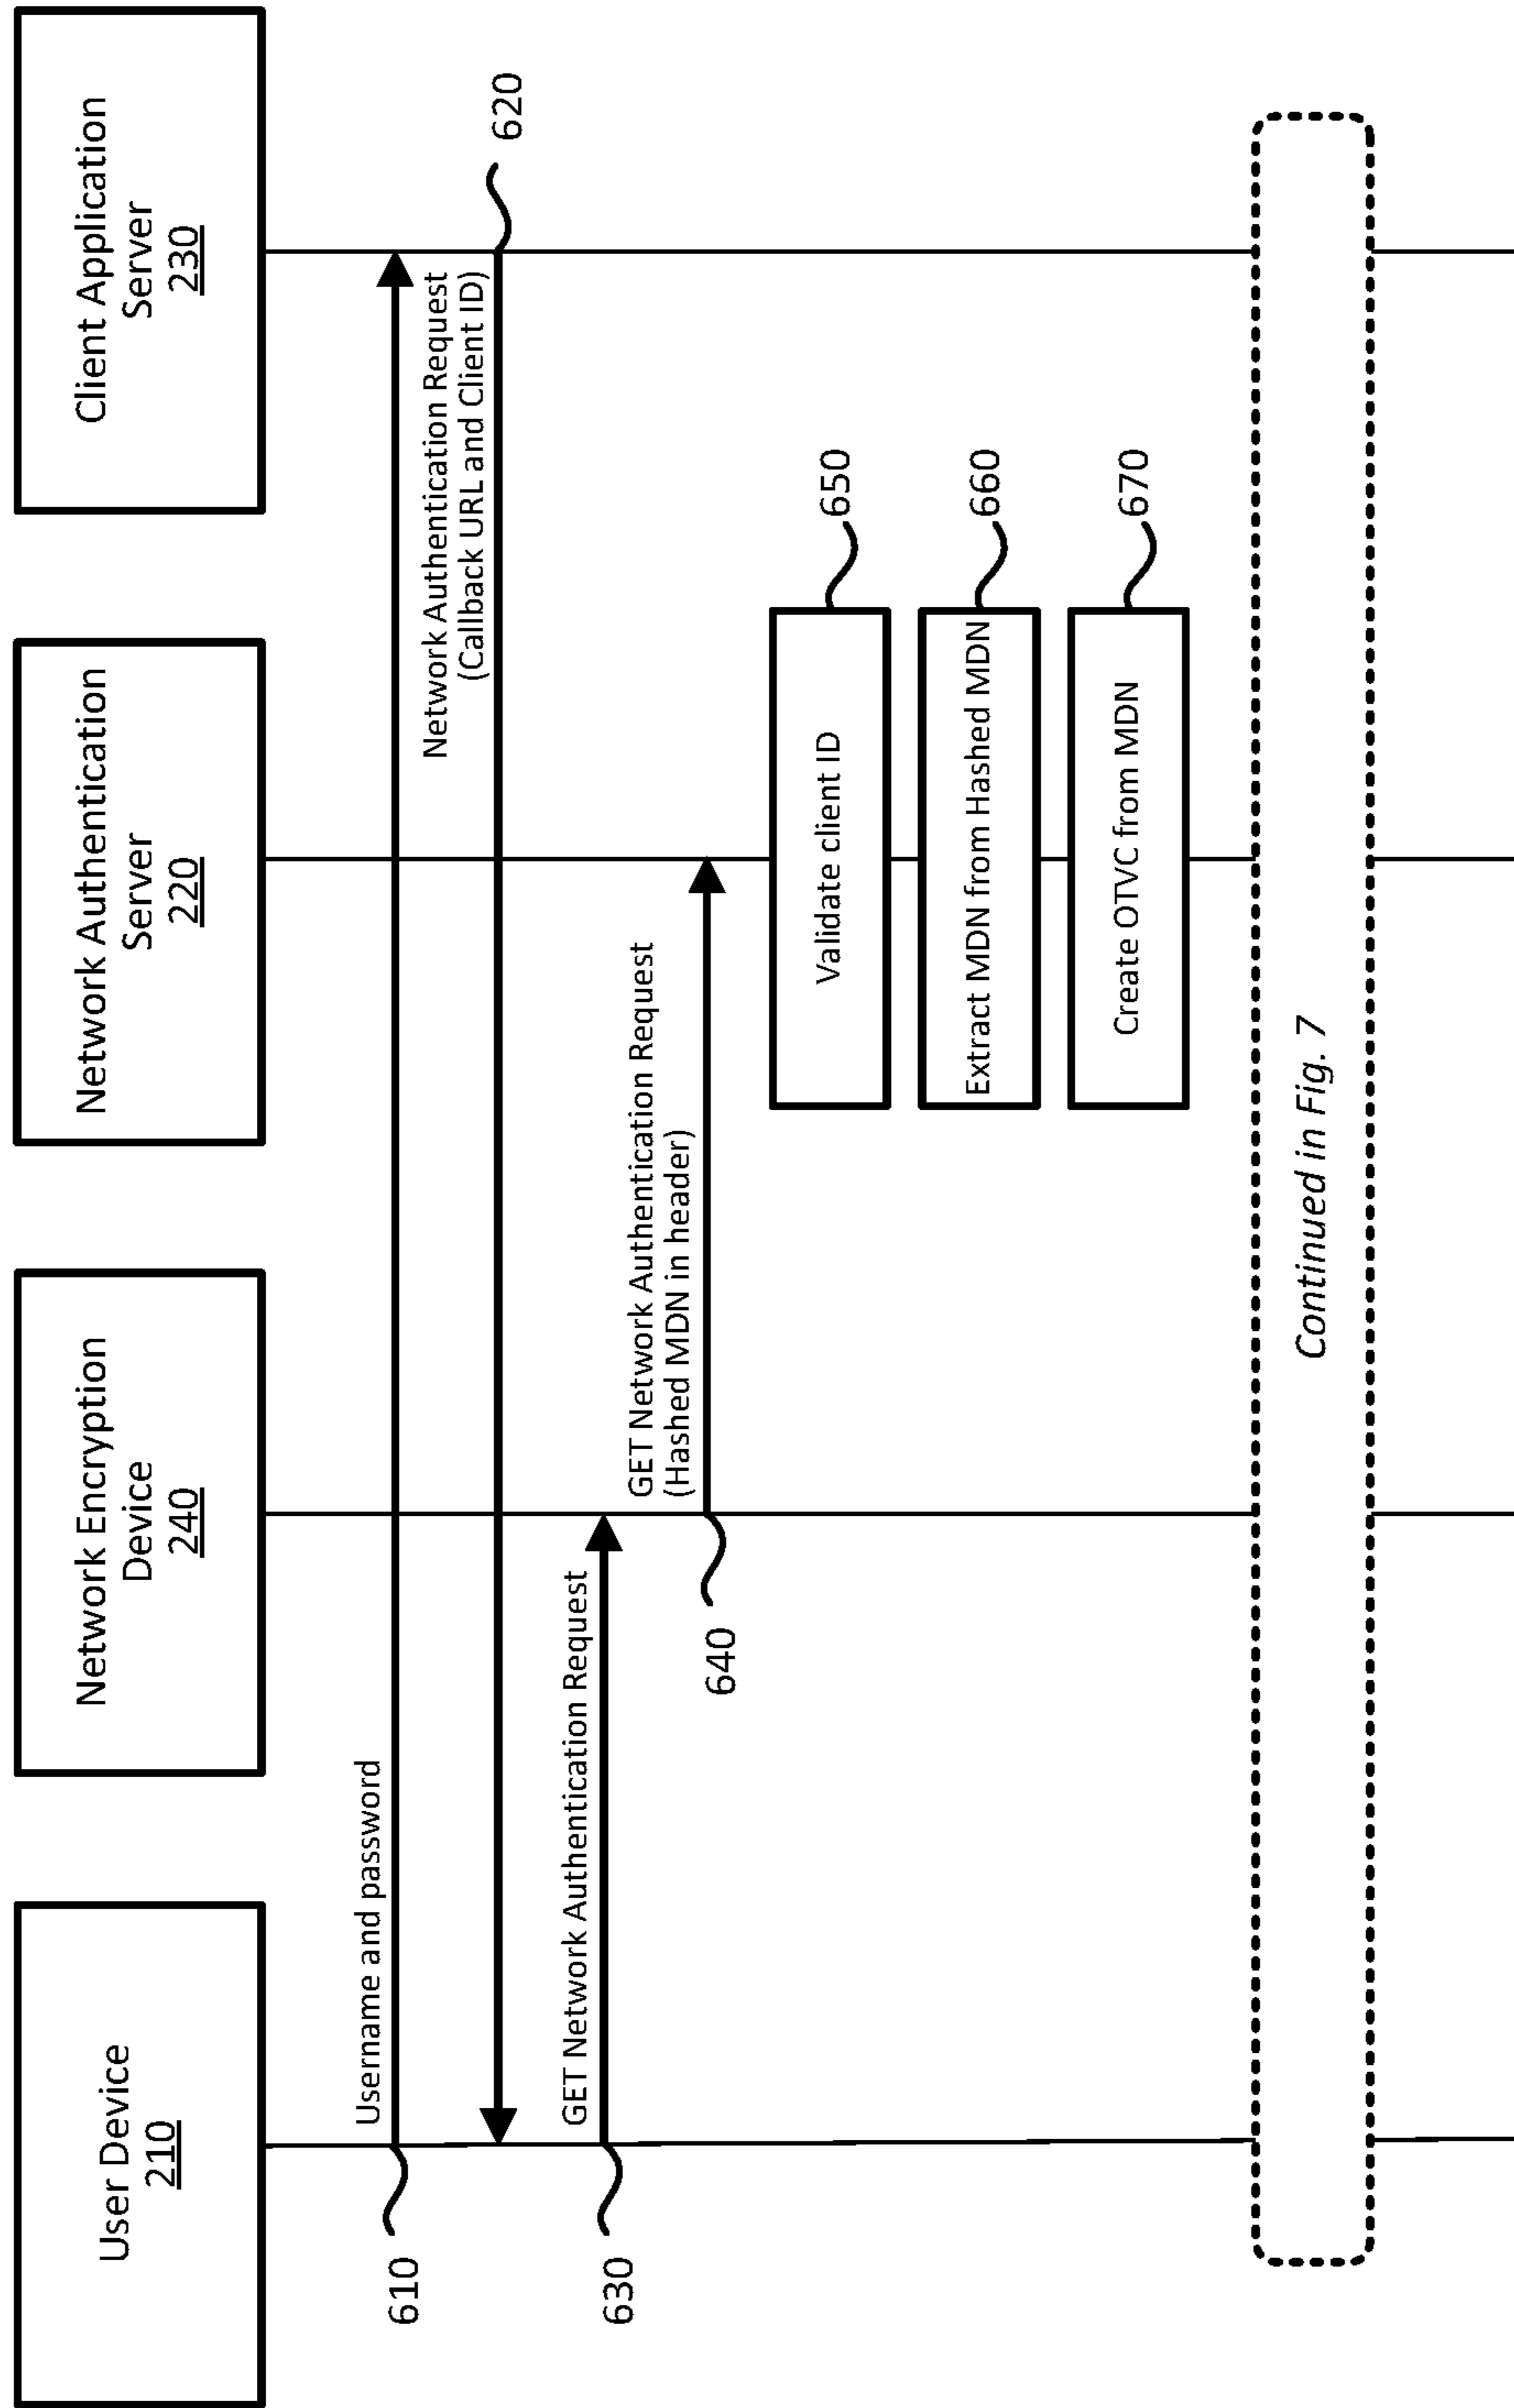 User Device
210
Network Encryption
Device
240
Network Authentication
Server
220
Client Application
Server
230
Username and password
610
Network Authentication Request
(Callback URL and Client ID)
620
GET Network Authentication Request
630
GET Network Authentication Request
(Hashed MDN in header)
640
Validate client ID
650
Extract MDN from Hashed MDN
660
Create OTVC from MDN
670
Continued in Fig. 7